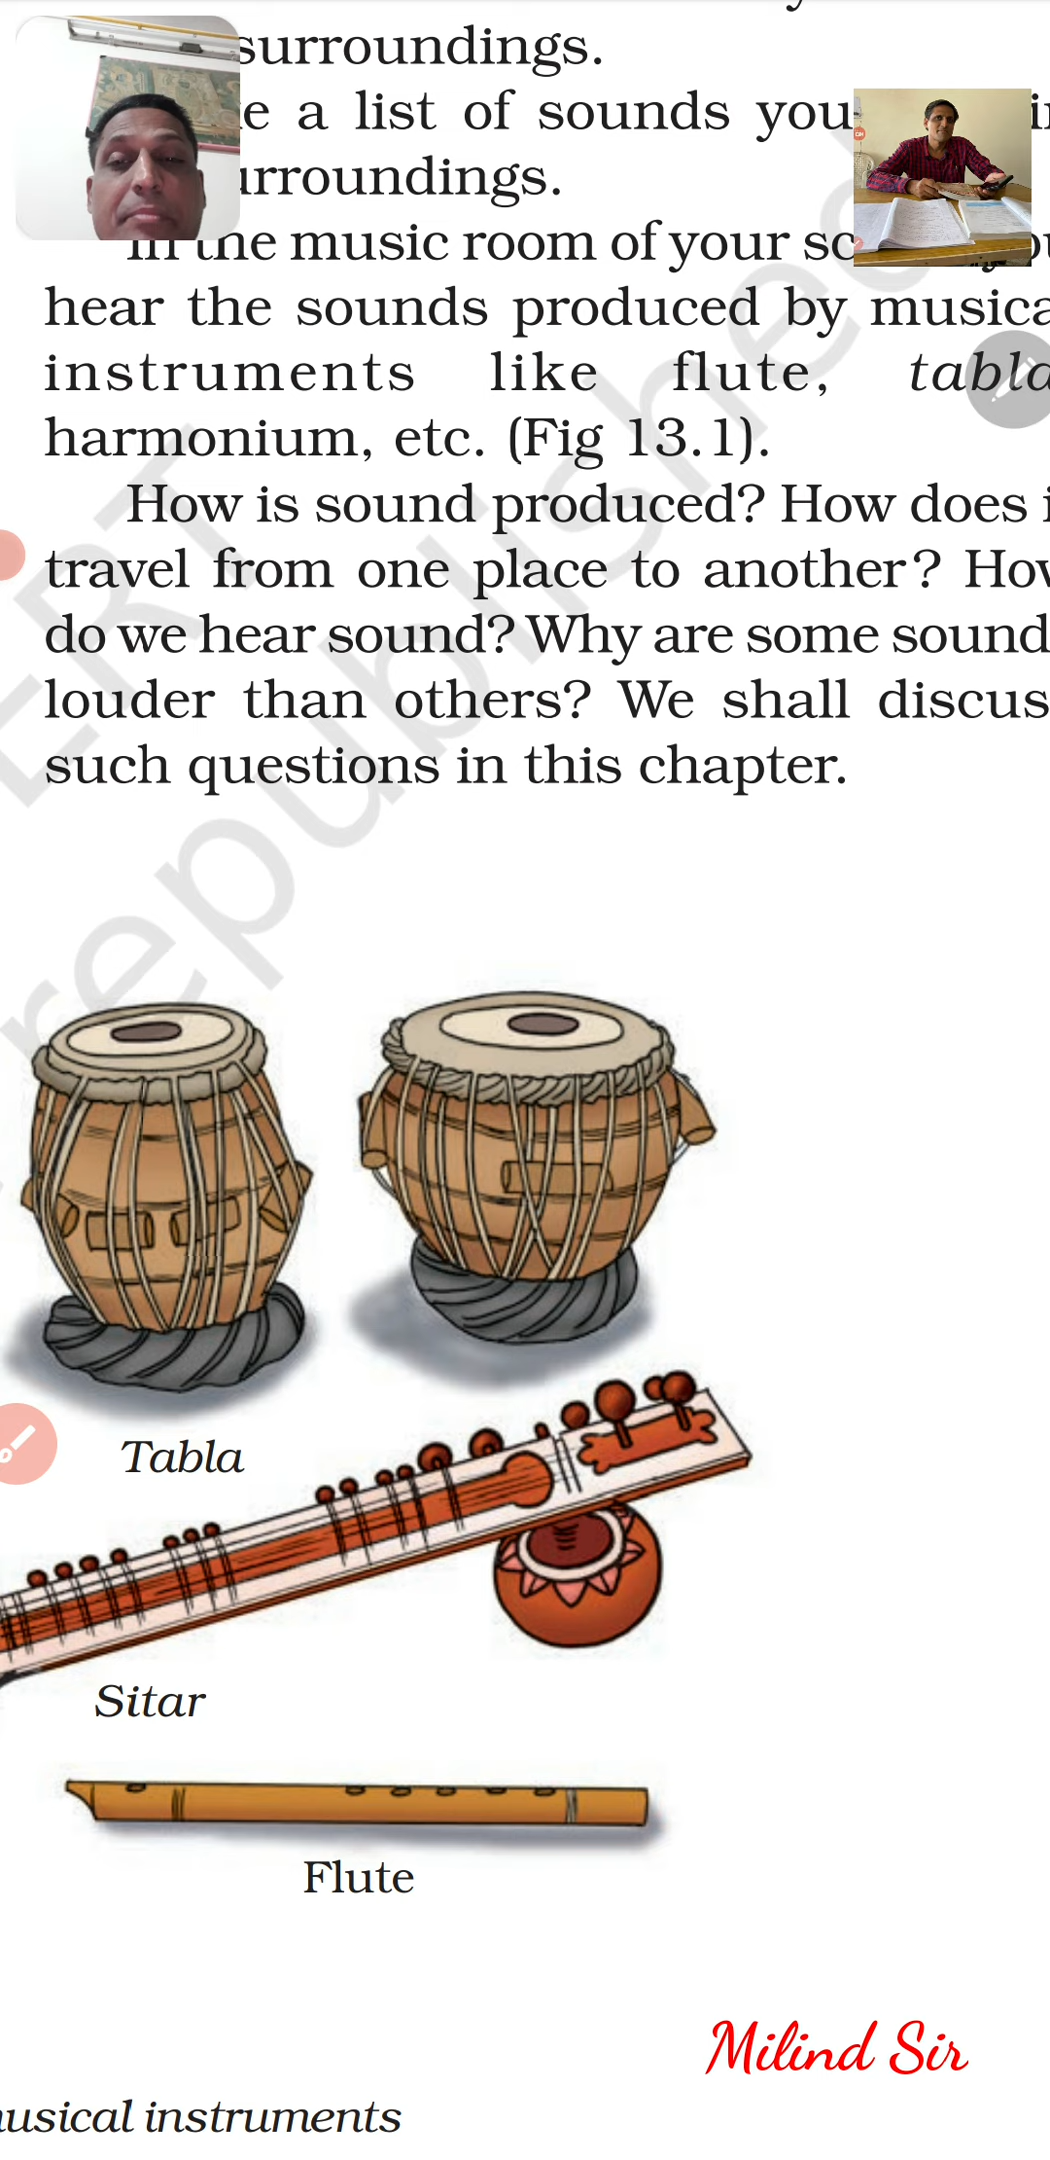 surroundings.
e a list of sounds you
urroundings.
In the music room of your sc
hear the sounds produced by musica
instruments like flute, tabla
harmonium, etc. (Fig 13.1).
How is sound produced? How does i
travel from one place to another? How
do we hear sound? Why are some sound
louder than others? We shall discus
such questions in this chapter.
republished
Tabla
Sitar
Flute
Milind Sir
usical instruments